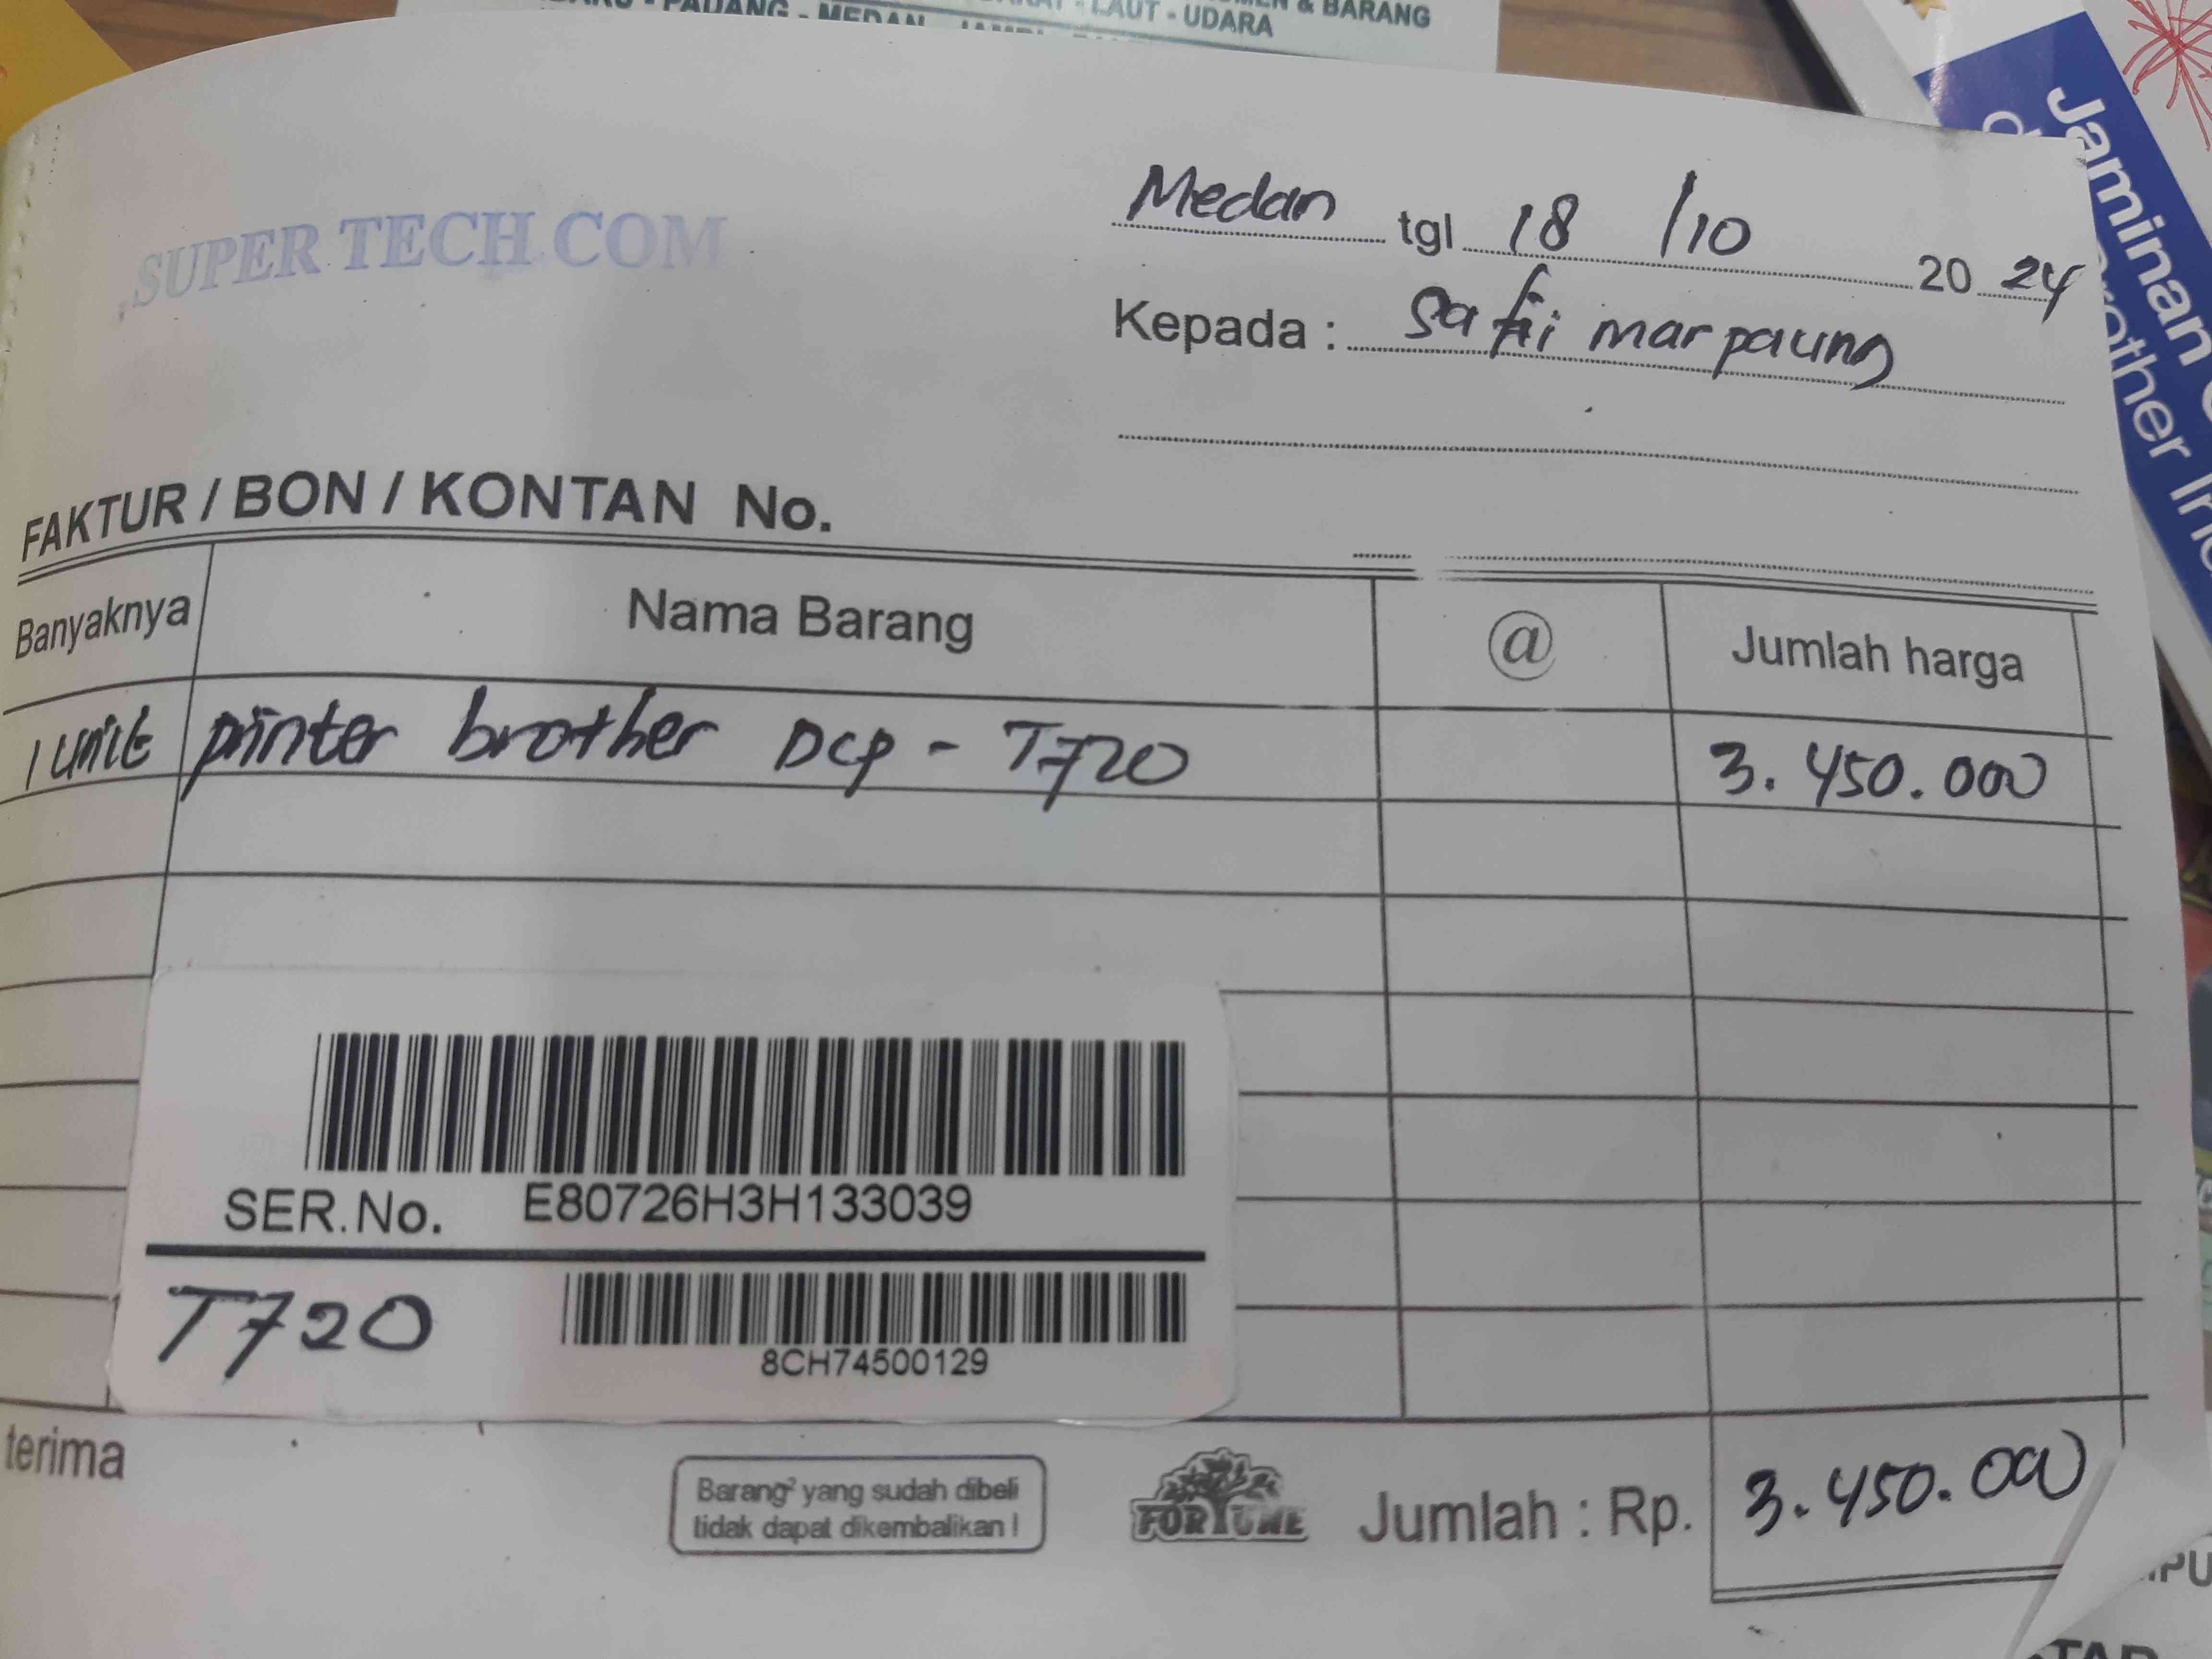 LAUT - UDARA
& BARANG
PADANG - MEDAN
SUPER TECH.COM
Medan tgl 18 /10 2024
Kepada : Safii marpaung
FAKTUR / BON / KONTAN No.
Banyaknya Nama Barang @ Jumlah harga
1 unit printer brother DCP - T720 3.450.000
SER.No. E80726H3H133039
T720
8CH74500129
terima
Barang² yang sudah dibeli
tidak dapat dikembalikan !
FORTUNE
Jumlah : Rp. 3.450.000
Jaminan